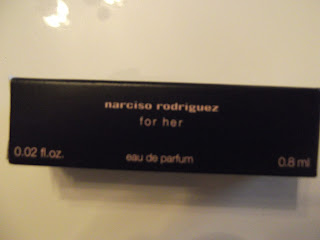 narciso rodriguez
for her
0.02 fl.oz. eau de parfum 0.8 ml